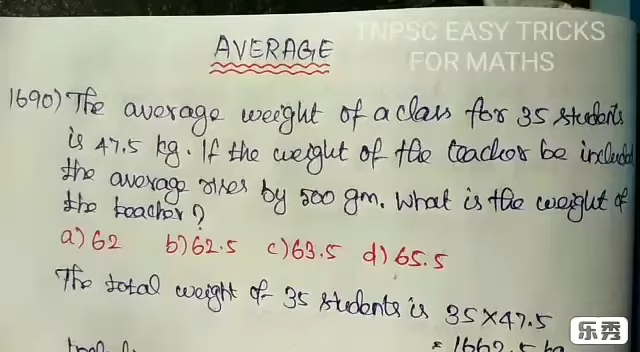 TNPSC EASY TRICKS
FOR MATHS
AVERAGE
1690) The average weight of a class for 35 students
is 47.5 kg. If the weight of the teacher be included
the average rises by 500 gm. What is the weight of
the teacher?
a) 62 b) 62.5 c) 63.5 d) 65.5
The total weight of 35 students is 35×47.5
= 1662.5 kg
乐秀